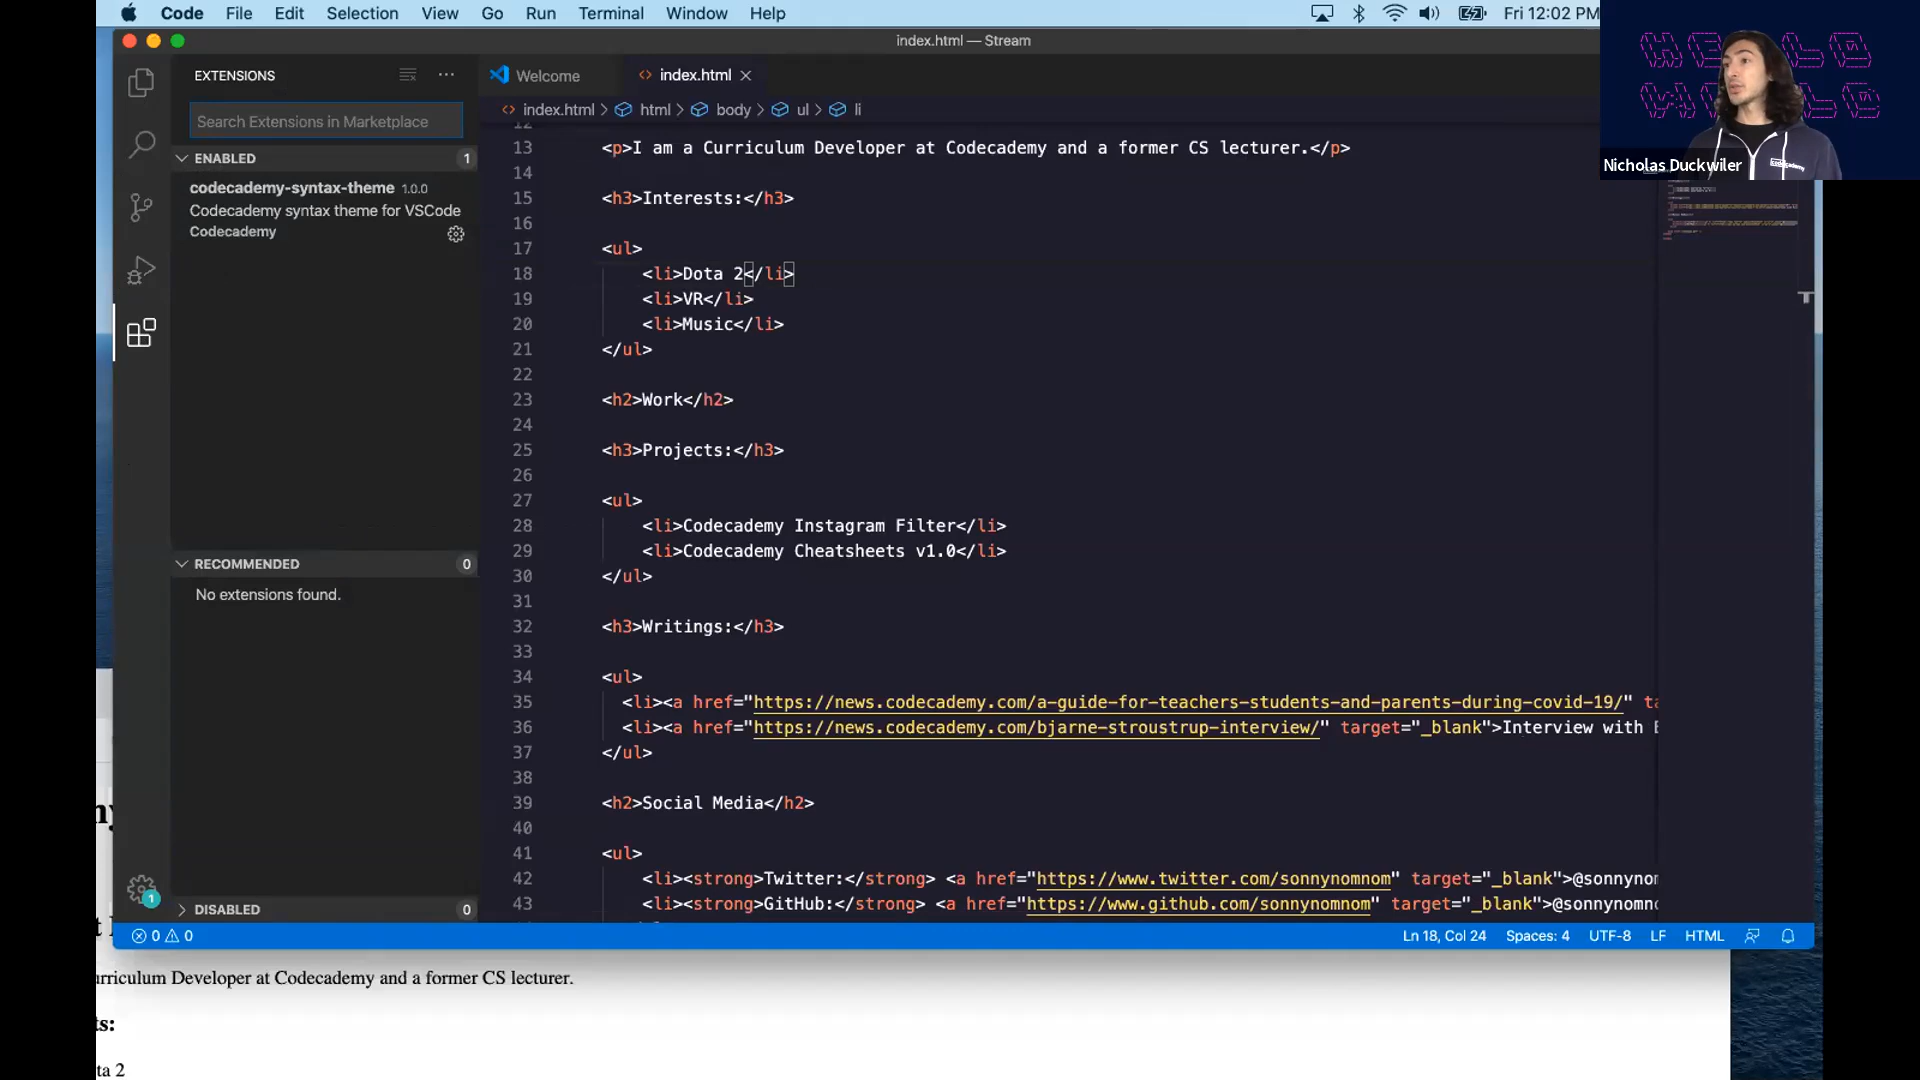 Code File Edit Selection View Go Run Terminal Window Help Fri 12:02 PM
index.html — Stream
EXTENSIONS
Search Extensions in Marketplace
ENABLED 1
codecademy-syntax-theme 1.0.0
Codecademy syntax theme for VSCode
Codecademy
RECOMMENDED 0
No extensions found.
1
DISABLED 0
Welcome index.html
index.html > html > body > ul > li
12
13 <p>I am a Curriculum Developer at Codecademy and a former CS lecturer.</p>
14
15 <h3>Interests:</h3>
16
17 <ul>
18 <li>Dota 2</li>
19 <li>VR</li>
20 <li>Music</li>
21 </ul>
22
23 <h2>Work</h2>
24
25 <h3>Projects:</h3>
26
27 <ul>
28 <li>Codecademy Instagram Filter</li>
29 <li>Codecademy Cheatsheets v1.0</li>
30 </ul>
31
32 <h3>Writings:</h3>
33
34 <ul>
35 <li><a href="https://news.codecademy.com/a-guide-for-teachers-students-and-parents-during-covid-19/" ta
36 <li><a href="https://news.codecademy.com/bjarne-stroustrup-interview/" target="_blank">Interview with
37 </ul>
38
39 <h2>Social Media</h2>
40
41 <ul>
42 <li><strong>Twitter:</strong> <a href="https://www.twitter.com/sonnynomnom" target="_blank">@sonnynom
43 <li><strong>GitHub:</strong> <a href="https://www.github.com/sonnynomnom" target="_blank">@sonnynomn
0 0 Ln 18, Col 24 Spaces: 4 UTF-8 LF HTML
Nicholas Duckwiler
urriculum Developer at Codecademy and a former CS lecturer.
ts:
ta 2